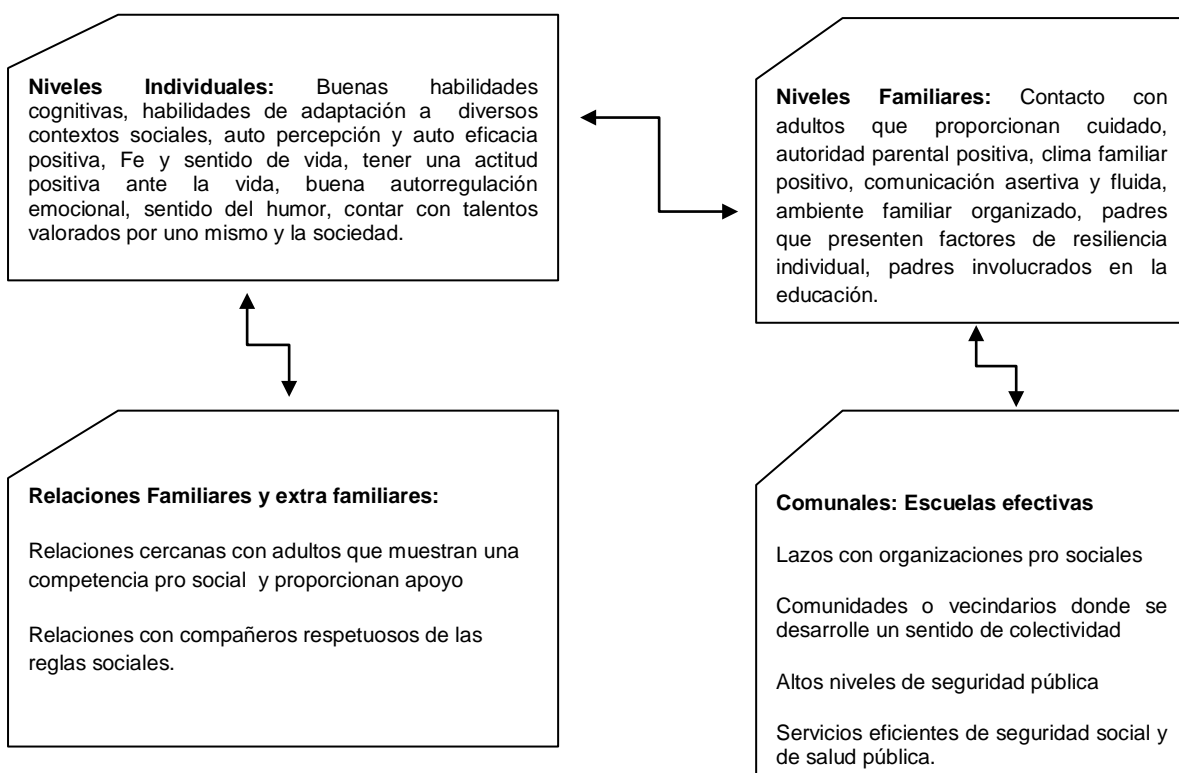 Niveles Individuales: Buenas habilidades
cognitivas, habilidades de adaptación a diversos
contextos sociales, auto percepción y auto eficacia
positiva, Fe y sentido de vida, tener una actitud
positiva ante la vida, buena autorregulación
emocional, sentido del humor, contar con talentos
valorados por uno mismo y la sociedad.
Niveles Familiares: Contacto con
adultos que proporcionan cuidado,
autoridad parental positiva, clima familiar
positivo, comunicación asertiva y fluida,
ambiente familiar organizado, padres
que presenten factores de resiliencia
individual, padres involucrados en la
educación.
Relaciones Familiares y extra familiares:
Relaciones cercanas con adultos que muestran una
competencia pro social y proporcionan apoyo
Relaciones con compañeros respetuosos de las
reglas sociales.
Comunales: Escuelas efectivas
Lazos con organizaciones pro sociales
Comunidades o vecindarios donde se
desarrolle un sentido de colectividad
Altos niveles de seguridad pública
Servicios eficientes de seguridad social y
de salud pública.